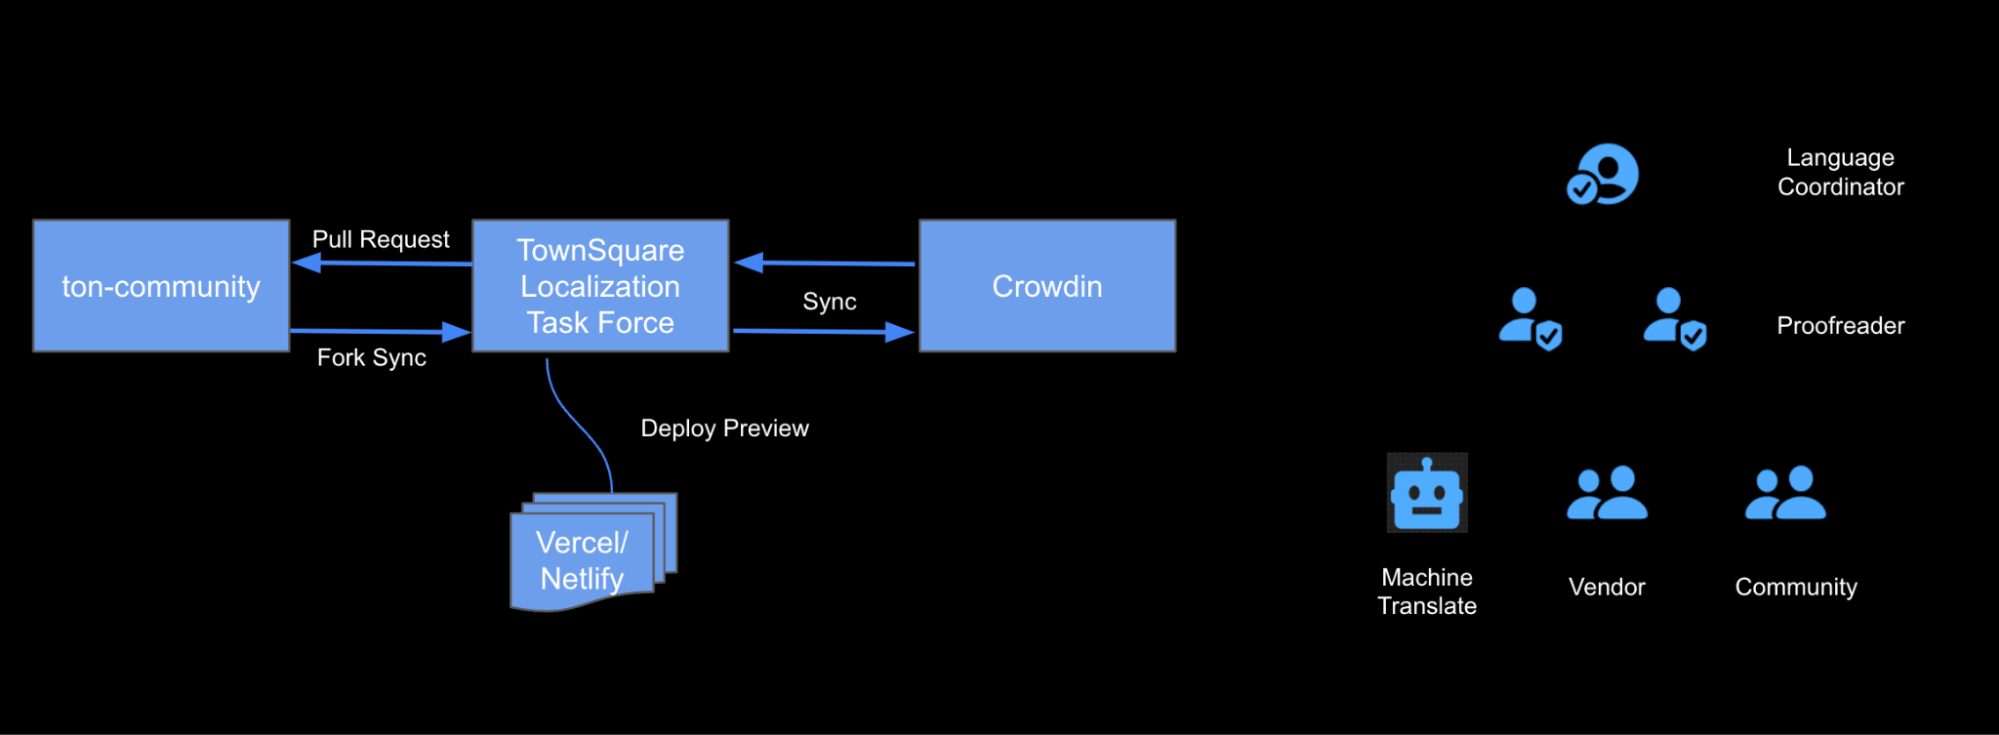 ton-community
Pull Request
Fork Sync
TownSquare
Localization
Task Force
Sync
Crowdin
Deploy Preview
Vercel/
Netlify
Language
Coordinator
Proofreader
Machine
Translate
Vendor
Community